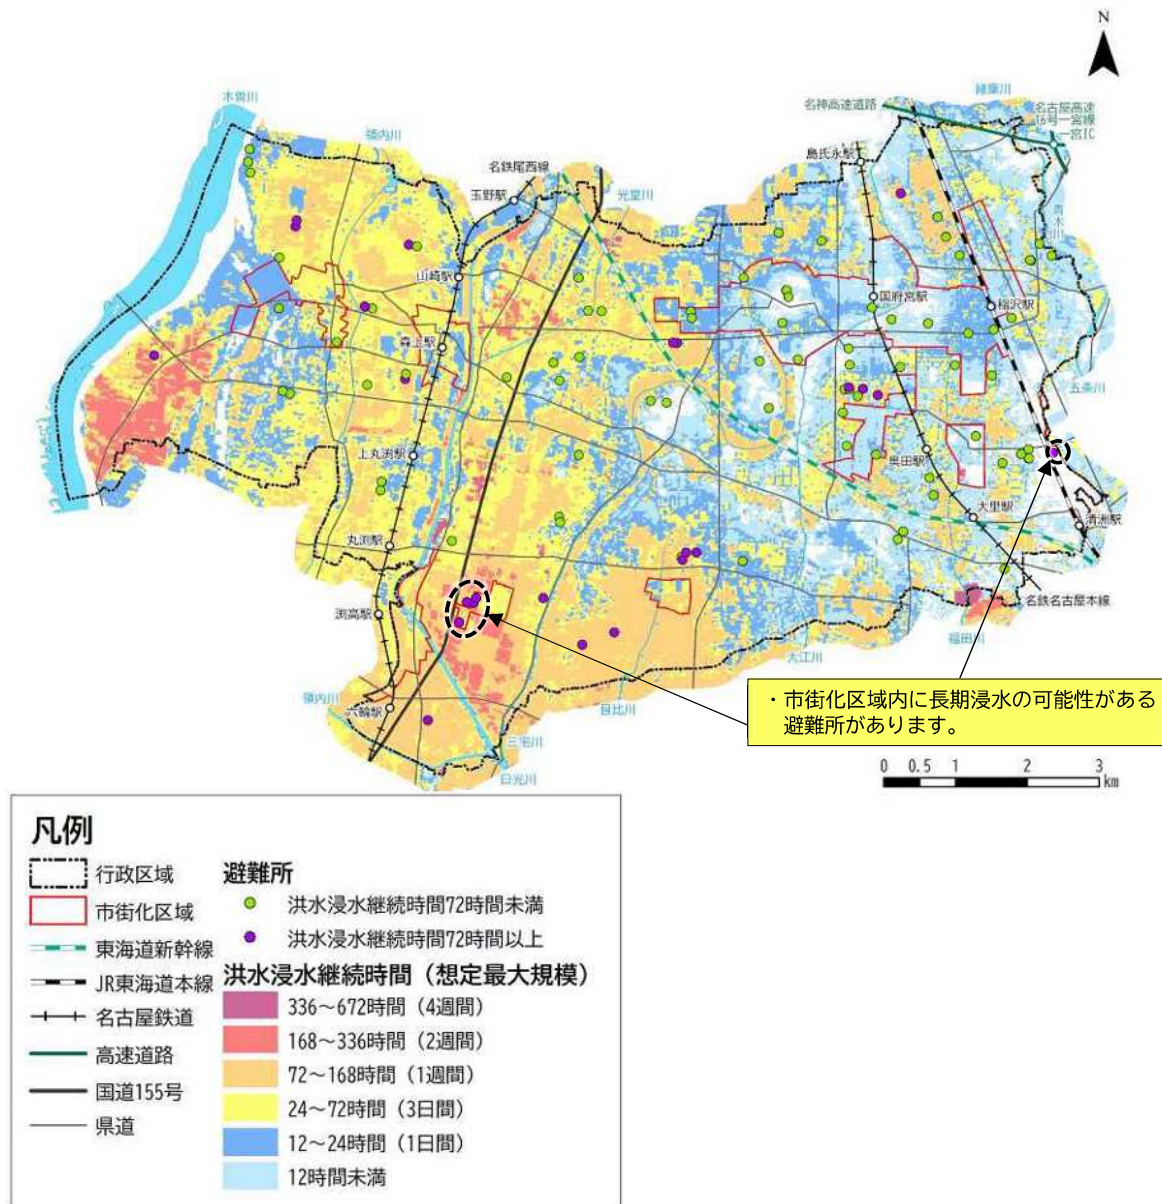 N
木曽川
領内川
名鉄尾西線
玉野駅
光堂川
名神高速道路
縁葉川
名古屋高速
16号一宮線
一宮IC
島氏永駅
青木川
山崎駅
国府宮駅
稲沢駅
森上駅
五条川
上丸渕駅
奥田駅
大里駅
清洲駅
丸渕駅
渕高駅
名鉄名古屋本線
福田川
大江川
領内川
六輪駅
目比川
三宅川
日光川
・市街化区域内に長期浸水の可能性がある
避難所があります。
0 0.5 1 2 3
km
凡例
行政区域
市街化区域
東海道新幹線
JR東海道本線
名古屋鉄道
高速道路
国道155号
県道
避難所
洪水浸水継続時間72時間未満
洪水浸水継続時間72時間以上
洪水浸水継続時間（想定最大規模）
336～672時間（4週間）
168～336時間（2週間）
72～168時間（1週間）
24～72時間（3日間）
12～24時間（1日間）
12時間未満